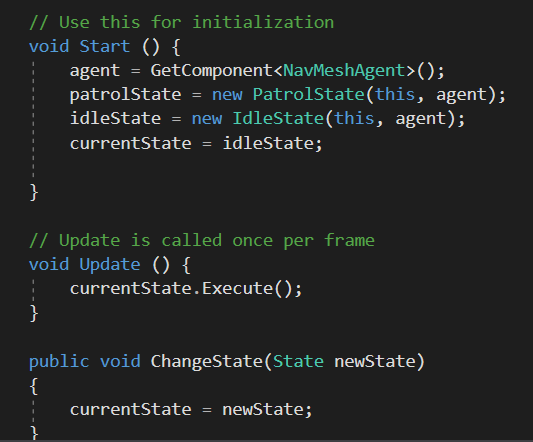 // Use this for initialization
void Start () {
agent = GetComponent<NavMeshAgent>();
patrolState = new PatrolState(this, agent);
idleState = new IdleState(this, agent);
currentState = idleState;
}
// Update is called once per frame
void Update () {
currentState.Execute();
}
public void ChangeState(State newState)
{
currentState = newState;
}